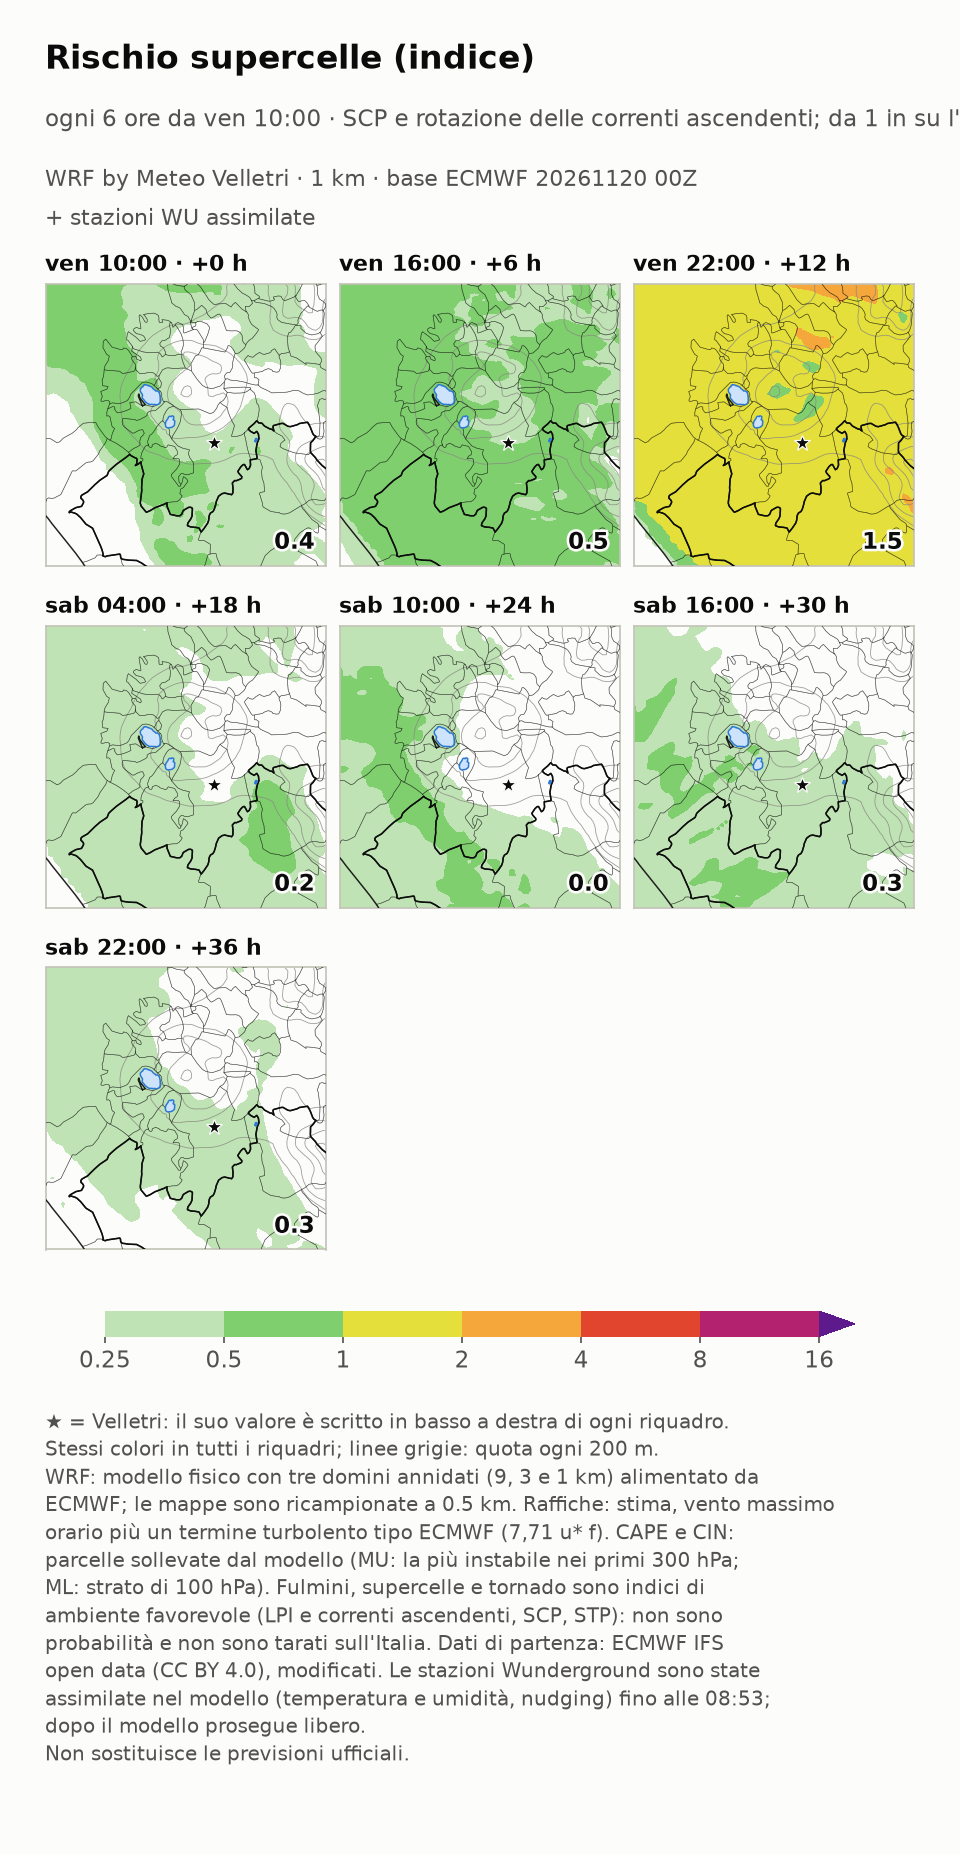 Rischio supercelle (indice)
ogni 6 ore da ven 10:00 · SCP e rotazione delle correnti ascendenti; da 1 in su l'
WRF by Meteo Velletri · 1 km · base ECMWF 20261120 00Z
+ stazioni WU assimilate
ven 10:00 · +0 h
ven 16:00 · +6 h
ven 22:00 · +12 h
0.4
0.5
1.5
sab 04:00 · +18 h
sab 10:00 · +24 h
sab 16:00 · +30 h
0.2
0.0
0.3
sab 22:00 · +36 h
0.3
0.25 0.5 1 2 4 8 16
★ = Velletri: il suo valore è scritto in basso a destra di ogni riquadro.
Stessi colori in tutti i riquadri; linee grigie: quota ogni 200 m.
WRF: modello fisico con tre domini annidati (9, 3 e 1 km) alimentato da
ECMWF; le mappe sono ricampionate a 0.5 km. Raffiche: stima, vento massimo
orario più un termine turbolento tipo ECMWF (7,71 u* f). CAPE e CIN:
parcelle sollevate dal modello (MU: la più instabile nei primi 300 hPa;
ML: strato di 100 hPa). Fulmini, supercelle e tornado sono indici di
ambiente favorevole (LPI e correnti ascendenti, SCP, STP): non sono
probabilità e non sono tarati sull'Italia. Dati di partenza: ECMWF IFS
open data (CC BY 4.0), modificati. Le stazioni Wunderground sono state
assimilate nel modello (temperatura e umidità, nudging) fino alle 08:53;
dopo il modello prosegue libero.
Non sostituisce le previsioni ufficiali.